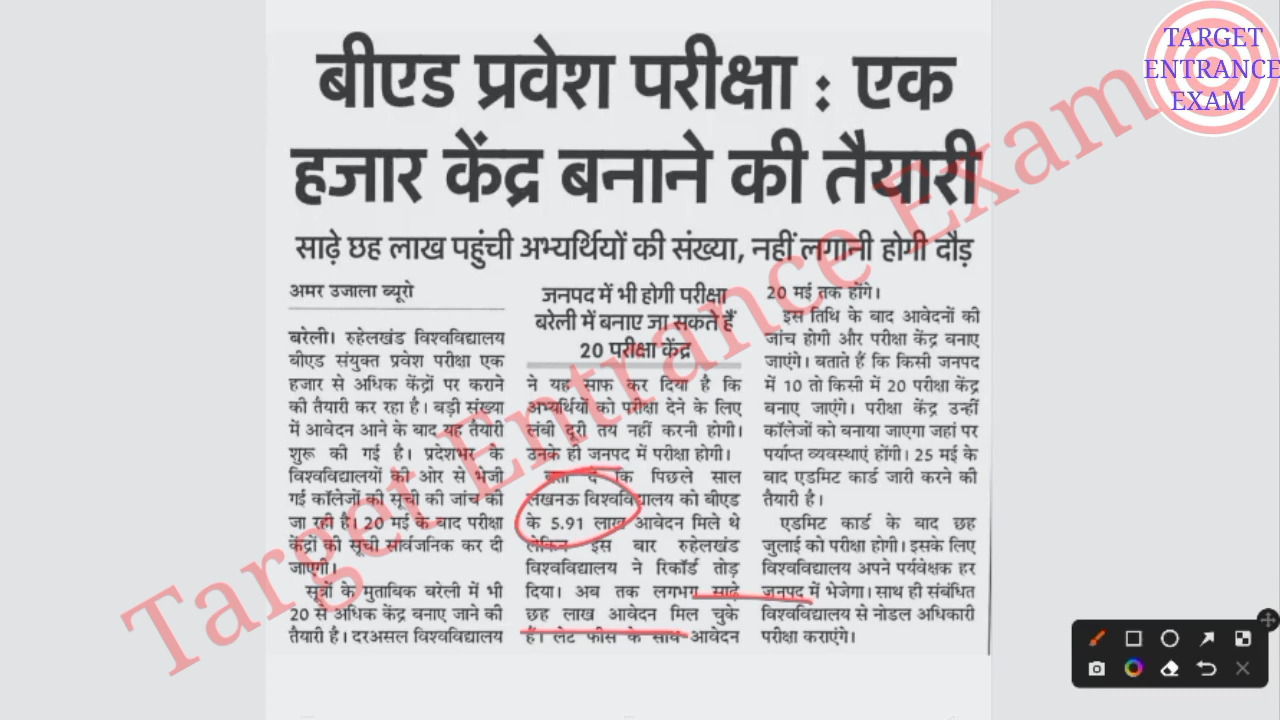 TARGET
ENTRANCE
EXAM
बीएड प्रवेश परीक्षा : एक
हजार केंद्र बनाने की तैयारी
साढ़े छह लाख पहुंची अभ्यर्थियों की संख्या, नहीं लगानी होगी दौड़
अमर उजाला ब्यूरो
बरेली। रुहेलखंड विश्वविद्यालय
बीएड संयुक्त प्रवेश परीक्षा एक
हजार से अधिक केंद्रों पर कराने
की तैयारी कर रहा है। बड़ी संख्या
में आवेदन आने के बाद यह तैयारी
शुरू की गई है। प्रदेशभर के
विश्वविद्यालयों की ओर से भेजी
गई कॉलेजों की सूची की जांच की
जा रही है। 20 मई के बाद परीक्षा
केंद्रों की सूची सार्वजनिक कर दी
जाएगी।
सूत्रों के मुताबिक बरेली में भी
20 से अधिक केंद्र बनाए जाने की
तैयारी है। दरअसल विश्वविद्यालय
जनपद में भी होगी परीक्षा
बरेली में बनाए जा सकते हैं
20 परीक्षा केंद्र
ने यह साफ कर दिया है कि
अभ्यर्थियों को परीक्षा देने के लिए
लंबी दूरी तय नहीं करनी होगी।
उनके ही जनपद में परीक्षा होगी।
बता दें कि पिछले साल
लखनऊ विश्वविद्यालय को बीएड
के 5.91 लाख आवेदन मिले थे
लेकिन इस बार रुहेलखंड
विश्वविद्यालय ने रिकॉर्ड तोड़
दिया। अब तक लगभग साढ़े
छह लाख आवेदन मिल चुके
हैं। लेट फीस के साथ आवेदन
20 मई तक होंगे।
इस तिथि के बाद आवेदनों की
जांच होगी और परीक्षा केंद्र बनाए
जाएंगे। बताते हैं कि किसी जनपद
में 10 तो किसी में 20 परीक्षा केंद्र
बनाए जाएंगे। परीक्षा केंद्र उन्हीं
कॉलेजों को बनाया जाएगा जहां पर
पर्याप्त व्यवस्थाएं होंगी। 25 मई के
बाद एडमिट कार्ड जारी करने की
तैयारी है।
एडमिट कार्ड के बाद छह
जुलाई को परीक्षा होगी। इसके लिए
विश्वविद्यालय अपने पर्यवेक्षक हर
जनपद में भेजेगा। साथ ही संबंधित
विश्वविद्यालय से नोडल अधिकारी
परीक्षा कराएंगे।
Target Entrance Exam